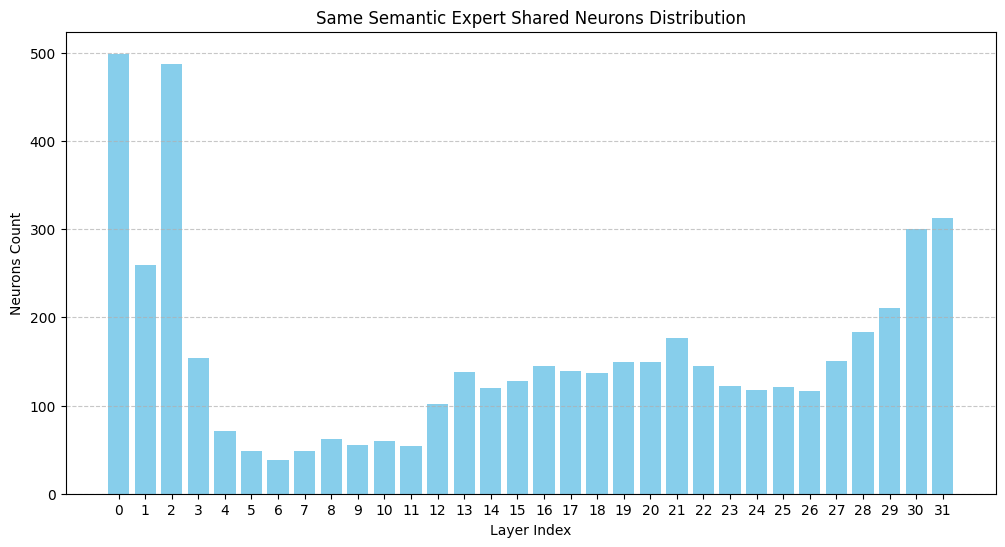 Same Semantic Expert Shared Neurons Distribution
Neurons Count
500
400
300
200
100
0
0 1 2 3 4 5 6 7 8 9 10 11 12 13 14 15 16 17 18 19 20 21 22 23 24 25 26 27 28 29 30 31
Layer Index